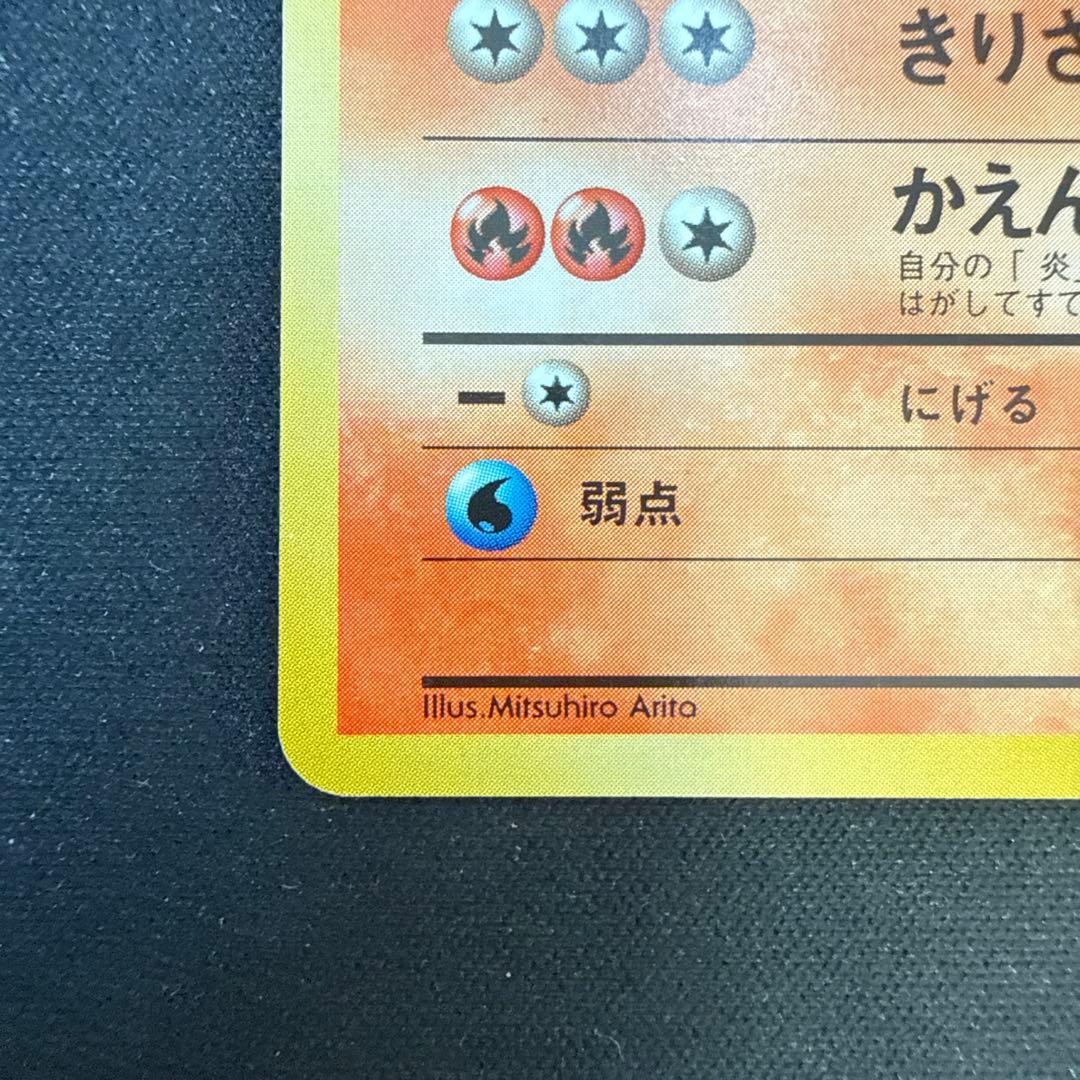 きりさ
かえん
自分の「炎」
はがしてすて
にげる
弱点
Illus.Mitsuhiro Arita